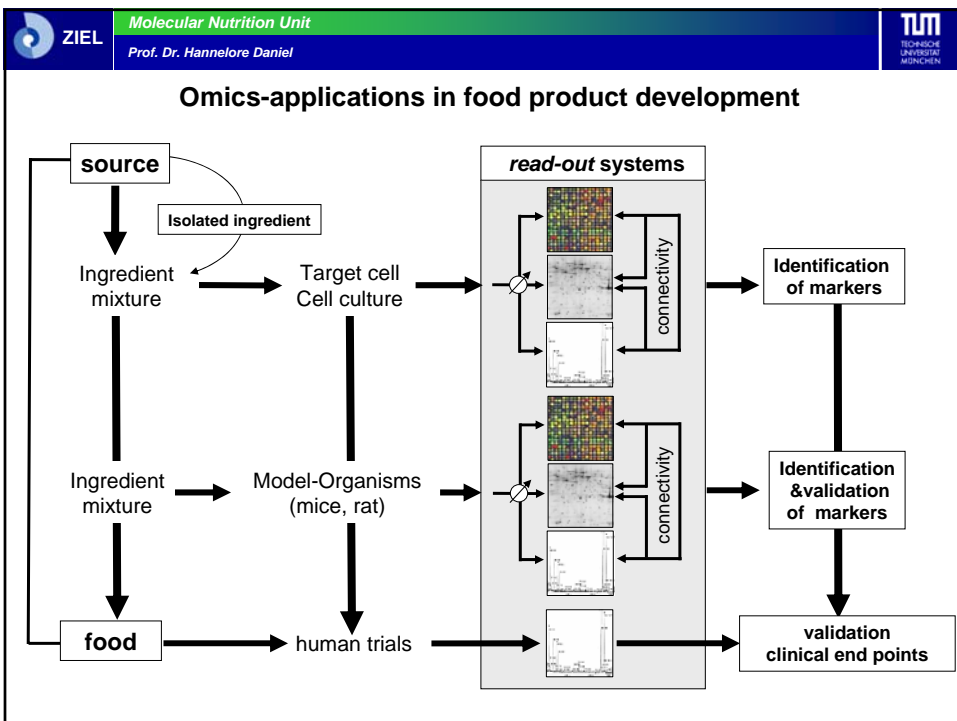 ZIEL
Molecular Nutrition Unit
Prof. Dr. Hannelore Daniel
TUM
TECHNISCHE
UNIVERSITÄT
MÜNCHEN
Omics-applications in food product development
source
Isolated ingredient
Ingredient
mixture
Target cell
Cell culture
read-out systems
connectivity
Identification
of markers
Ingredient
mixture
Model-Organisms
(mice, rat)
connectivity
Identification
&validation
of markers
food
human trials
validation
clinical end points